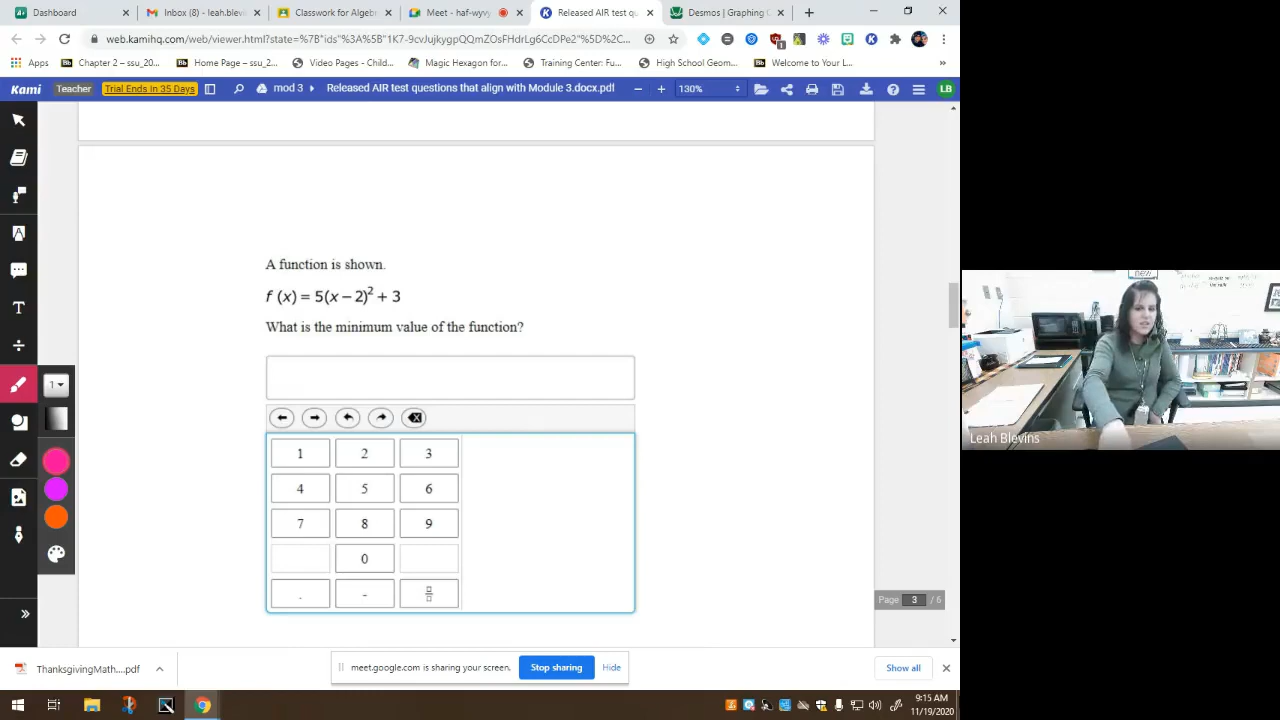 Dashboard
Inbox (8) - leah.blevi
Classwork for Algebr
Meet - haf-wyvy
Released AIR test qu
Desmos | Graphing C
web.kamihq.com/web/viewer.html?state=%7B"ids"%3A%5B"1K7-9cvJujkygpQQmZOsFHdrLg6CcDPe2"%5D%2C...
Apps
Chapter 2 – ssu_20...
Home Page – ssu_20...
Video Pages - Child...
Magic Hexagon for...
Training Center: Fu...
High School Geom...
Welcome to Your L...
»
Kami
Teacher
Trial Ends In 35 Days
mod 3
Released AIR test questions that align with Module 3.docx.pdf
130%
LB
A function is shown.
f (x) = 5(x – 2)² + 3
What is the minimum value of the function?
1 2 3
4 5 6
7 8 9
0
. -
1
Page 3 / 6
new
Leah Blevins
ThanksgivingMath....pdf
meet.google.com is sharing your screen.
Stop sharing
Hide
Show all
9:15 AM
11/19/2020